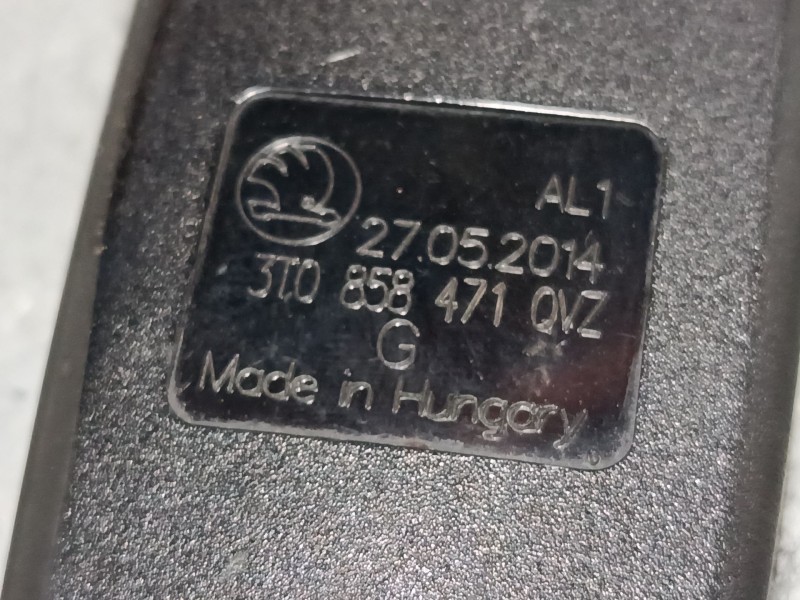 AL1
27.05.2014
3T0 858 471 QVZ
G
Made in Hungary